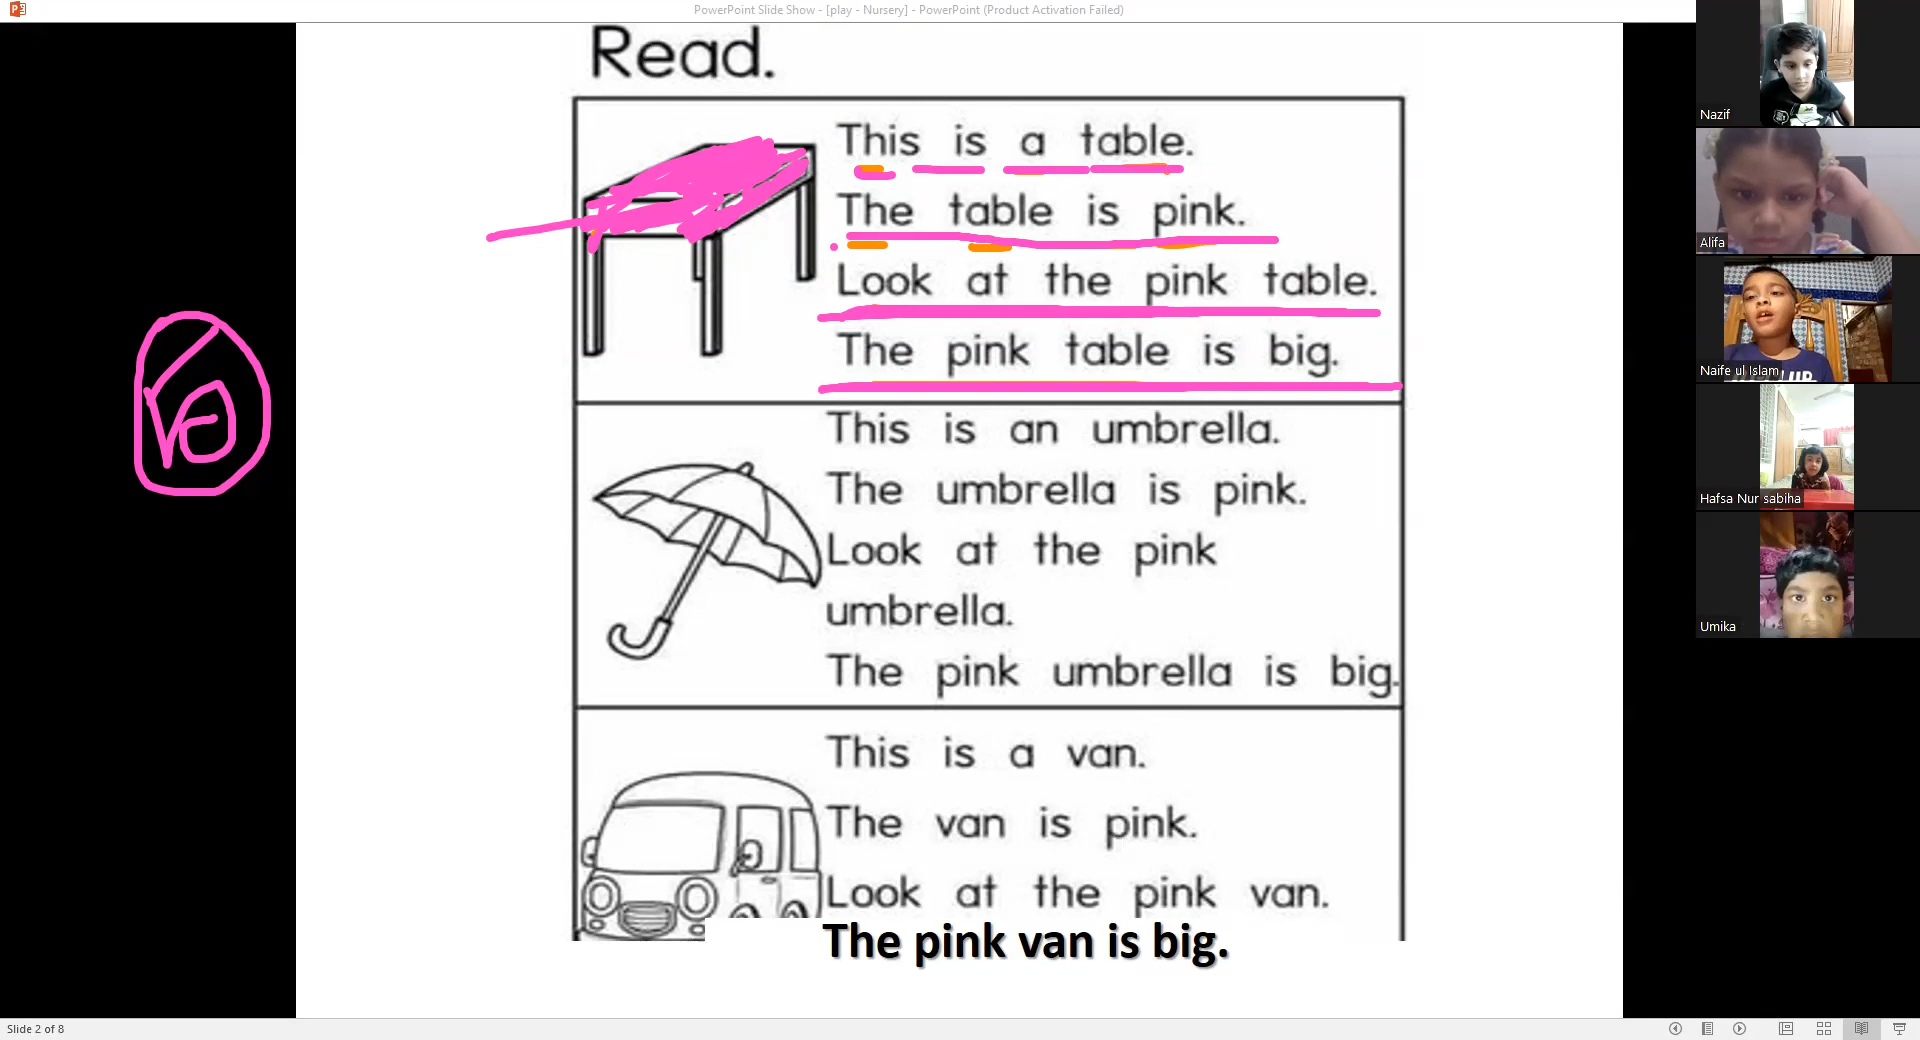 PowerPoint Slide Show - [play - Nursery] - PowerPoint (Product Activation Failed)
Read.
This is a table.
The table is pink.
Look at the pink table.
The pink table is big.
This is an umbrella.
The umbrella is pink.
Look at the pink
umbrella.
The pink umbrella is big.
This is a van.
The van is pink.
Look at the pink van.
The pink van is big.
Nazif
Alifa
Naife ul Islam
Hafsa Nur sabiha
Umika
Slide 2 of 8